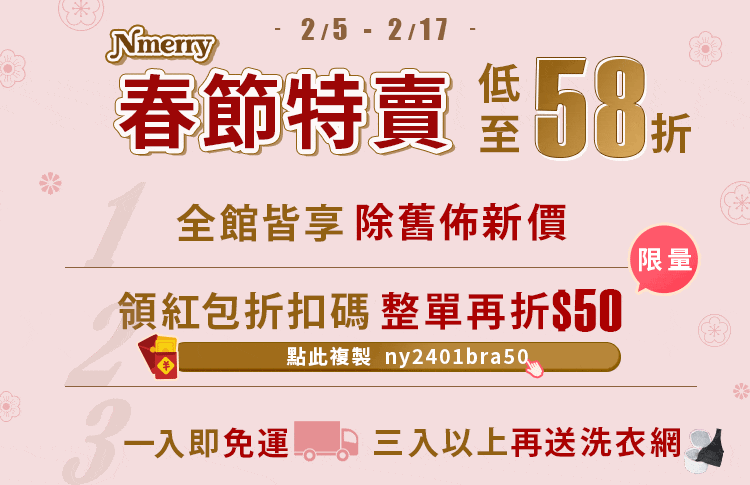 - 2/5 - 2/17 -
Nmerry
春節特賣 低至58折
1
全館皆享 除舊佈新價
限量
2
領紅包折扣碼 整單再折$50
點此複製 ny2401bra50
3
一入即免運 三入以上再送洗衣網